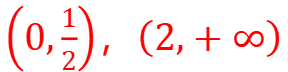 (0, 1/2), (2, + ∞)